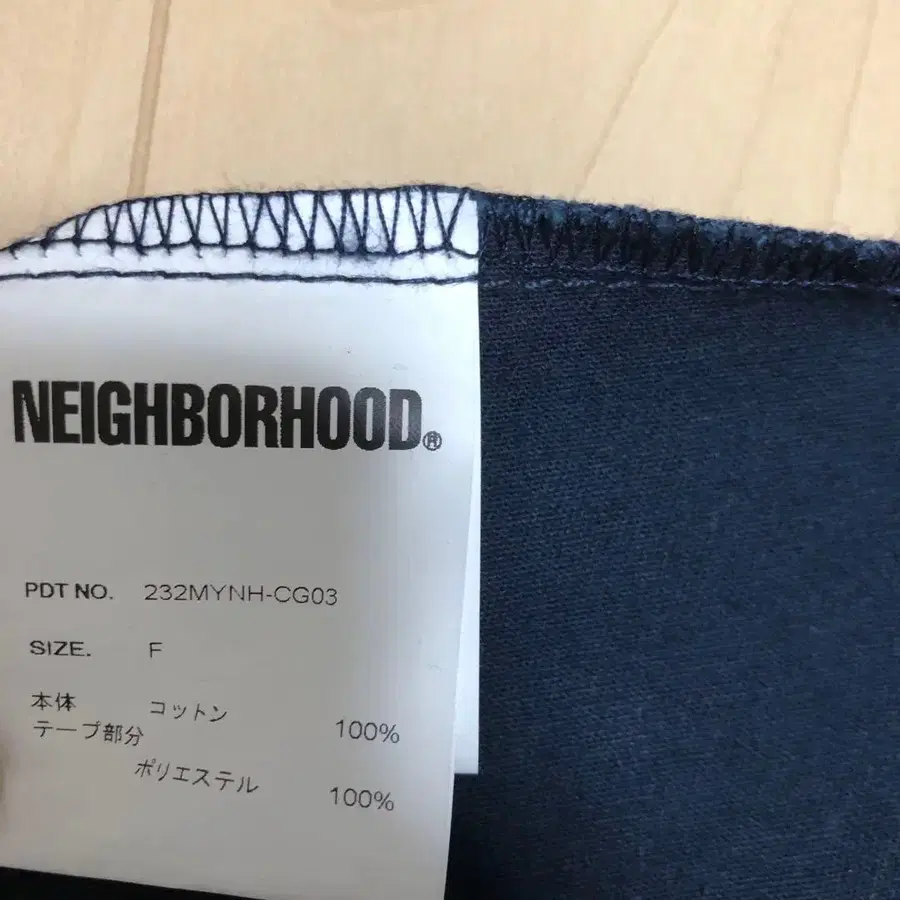 NEIGHBORHOOD®
PDT NO. 232MYNH-CG03
SIZE. F
本体 コットン 100%
テープ部分
ポリエステル 100%